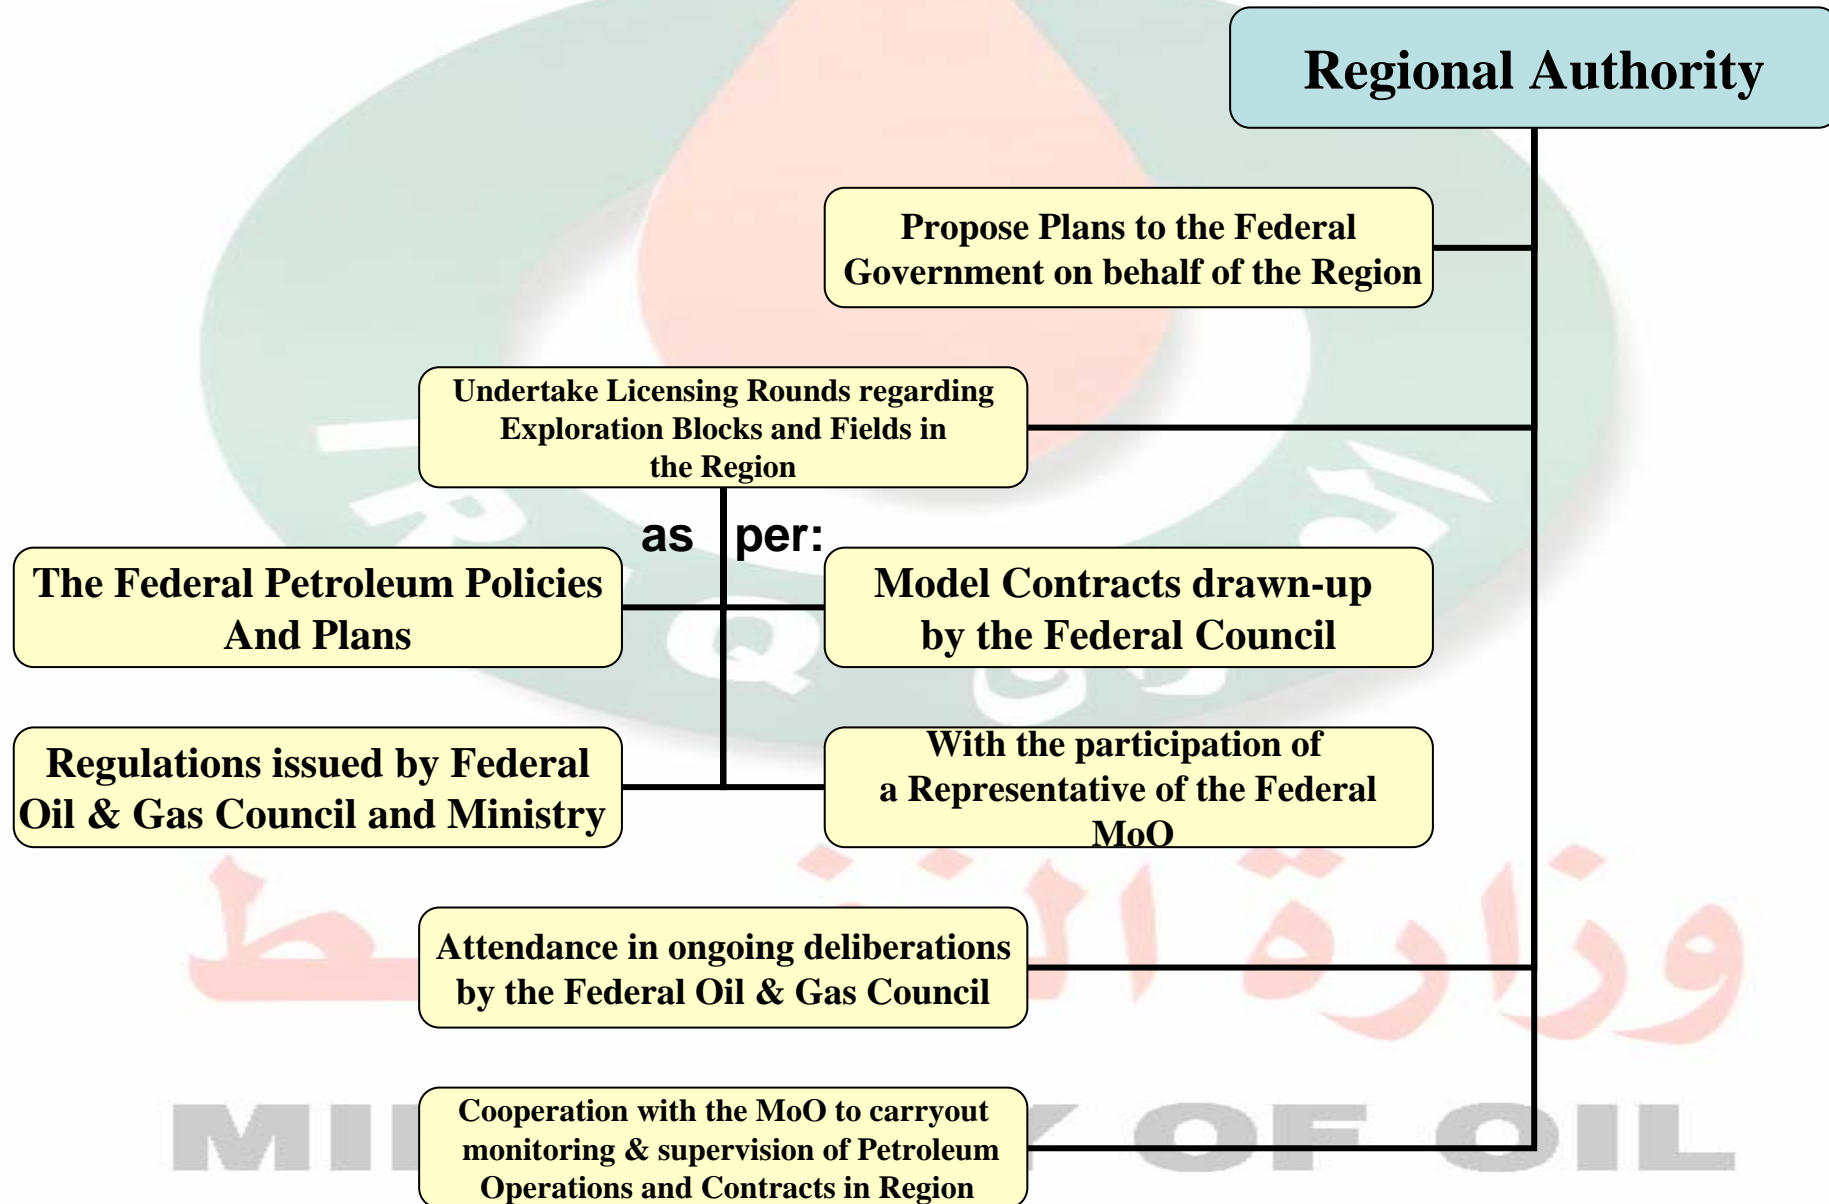 Regional Authority
Propose Plans to the Federal
Government on behalf of the Region
Undertake Licensing Rounds regarding
Exploration Blocks and Fields in
the Region
as per:
The Federal Petroleum Policies
And Plans
Model Contracts drawn-up
by the Federal Council
Regulations issued by Federal
Oil & Gas Council and Ministry
With the participation of
a Representative of the Federal
MoO
Attendance in ongoing deliberations
by the Federal Oil & Gas Council
Cooperation with the MoO to carryout
monitoring & supervision of Petroleum
Operations and Contracts in Region
وزارة
OF OIL